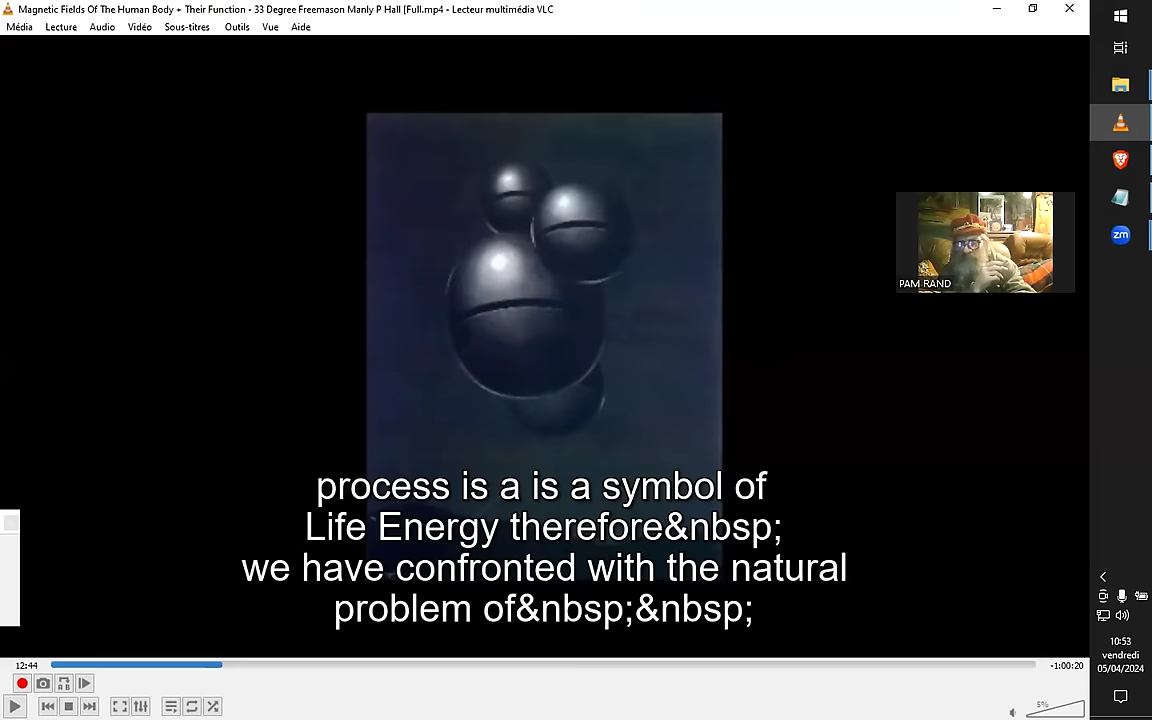 Magnetic Fields Of The Human Body + Their Function - 33 Degree Freemason Manly P Hall [Full.mp4 - Lecteur multimédia VLC
Média Lecture Audio Vidéo Sous-titres Outils Vue Aide
zm
PAM RAND
process is a is a symbol of
Life Energy therefore&nbsp;
we have confronted with the natural
problem of&nbsp;&nbsp;
12:44
-1:00:20
5%
10:53
vendredi
05/04/2024